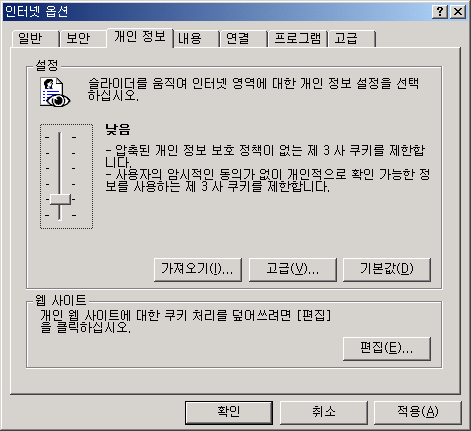 인터넷 옵션
일반
보안
개인 정보
내용
연결
프로그램
고급
설정
슬라이더를 움직여 인터넷 영역에 대한 개인 정보 설정을 선택
하십시오.
낮음
- 압축된 개인 정보 보호 정책이 없는 제 3 사 쿠키를 제한합
니다.
- 사용자의 암시적인 동의가 없이 개인적으로 확인 가능한 정
보를 사용하는 제 3 사 쿠키를 제한합니다.
가져오기(I)...
고급(V)...
기본값(D)
웹 사이트
개인 웹 사이트에 대한 쿠키 처리를 덮어쓰려면 [편집]
을 클릭하십시오.
편집(E)...
확인
취소
적용(A)